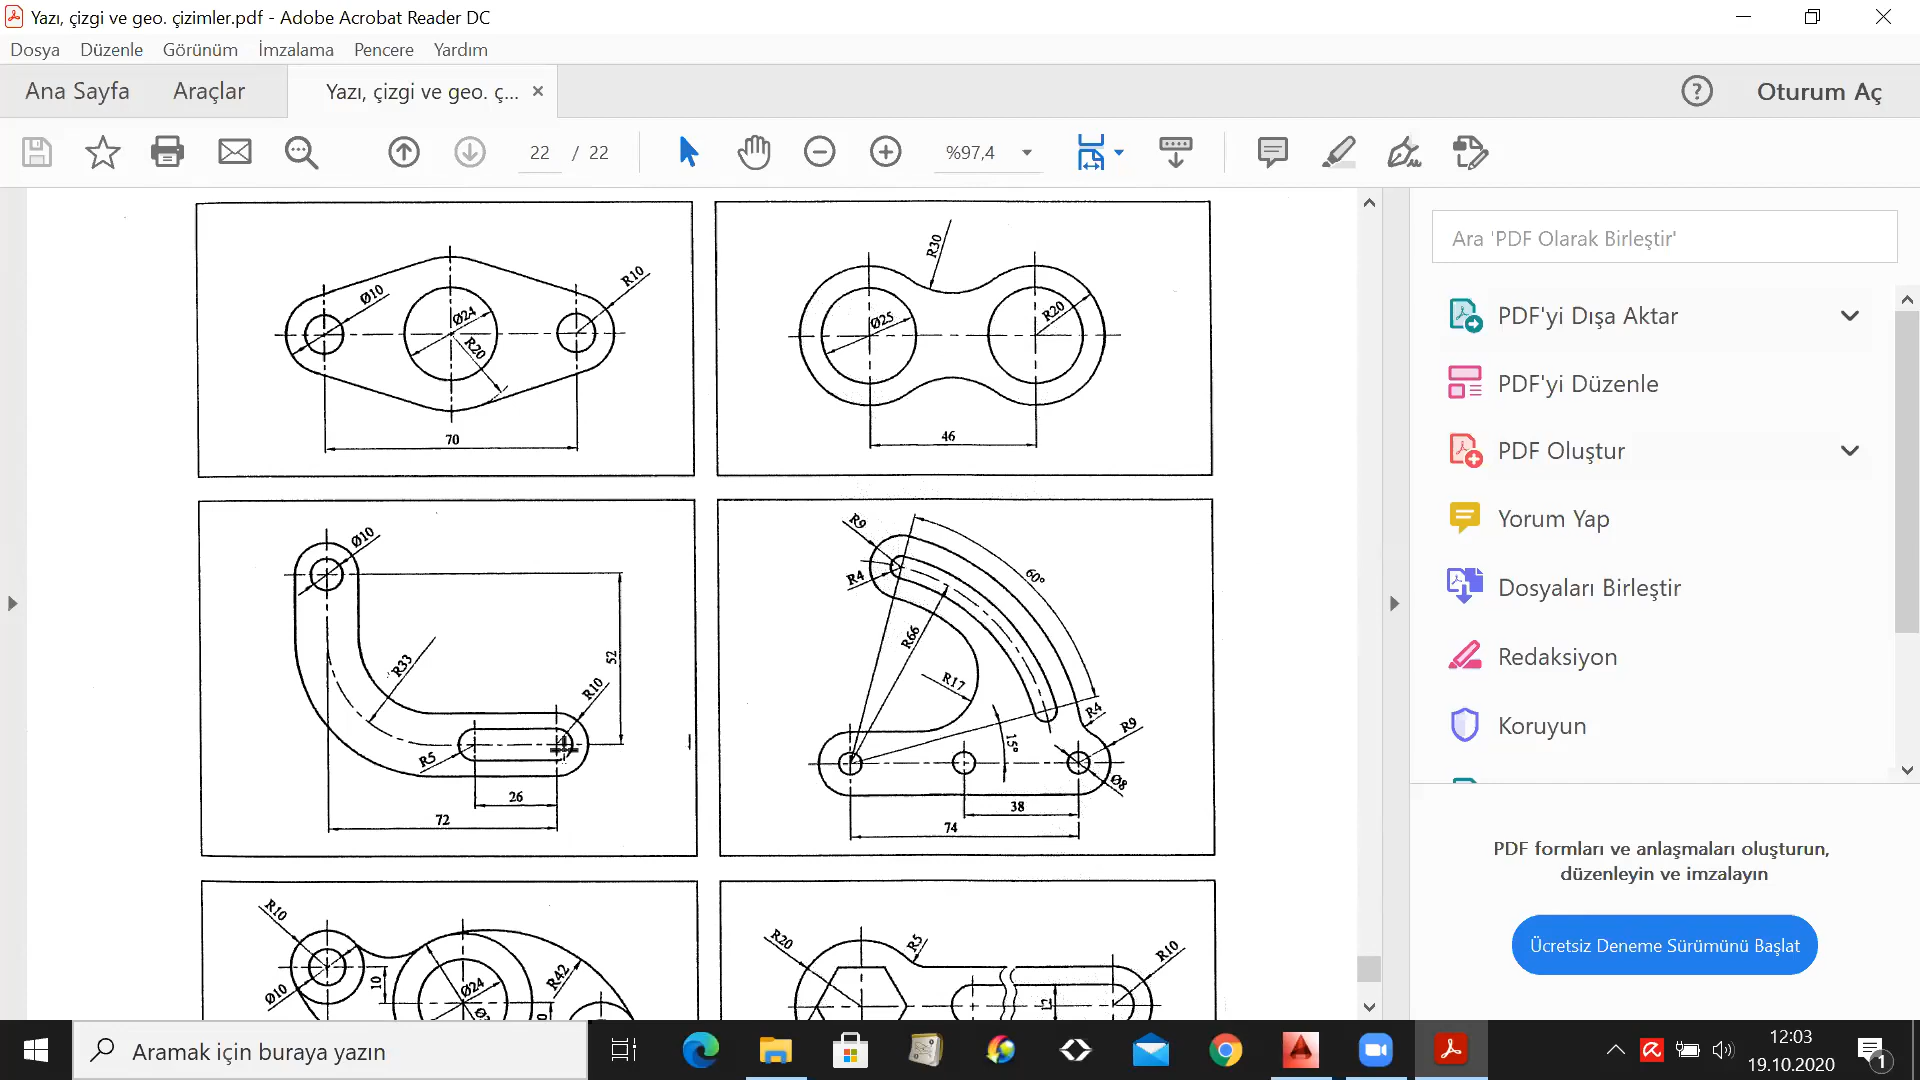 Yazı, çizgi ve geo. çizimler.pdf - Adobe Acrobat Reader DC
Dosya Düzenle Görünüm İmzalama Pencere Yardım
Ana Sayfa Araçlar Yazı, çizgi ve geo. ç... Oturum Aç
22 / 22 %97,4
Ø10 Ø24 R20 R10
70
R30
Ø25 R20
46
Ø10
R33
52
R10
R5
26
72
R9
60°
R4
R66
R17
R4
R9
15°
Ø8
38
74
R10
Ø10
10
Ø24
R42
R20
R5
R10
12
Ara 'PDF Olarak Birleştir'
PDF'yi Dışa Aktar
PDF'yi Düzenle
PDF Oluştur
Yorum Yap
Dosyaları Birleştir
Redaksiyon
Koruyun
PDF formları ve anlaşmaları oluşturun,
düzenleyin ve imzalayın
Ücretsiz Deneme Sürümünü Başlat
Aramak için buraya yazın
12:03
19.10.2020
1